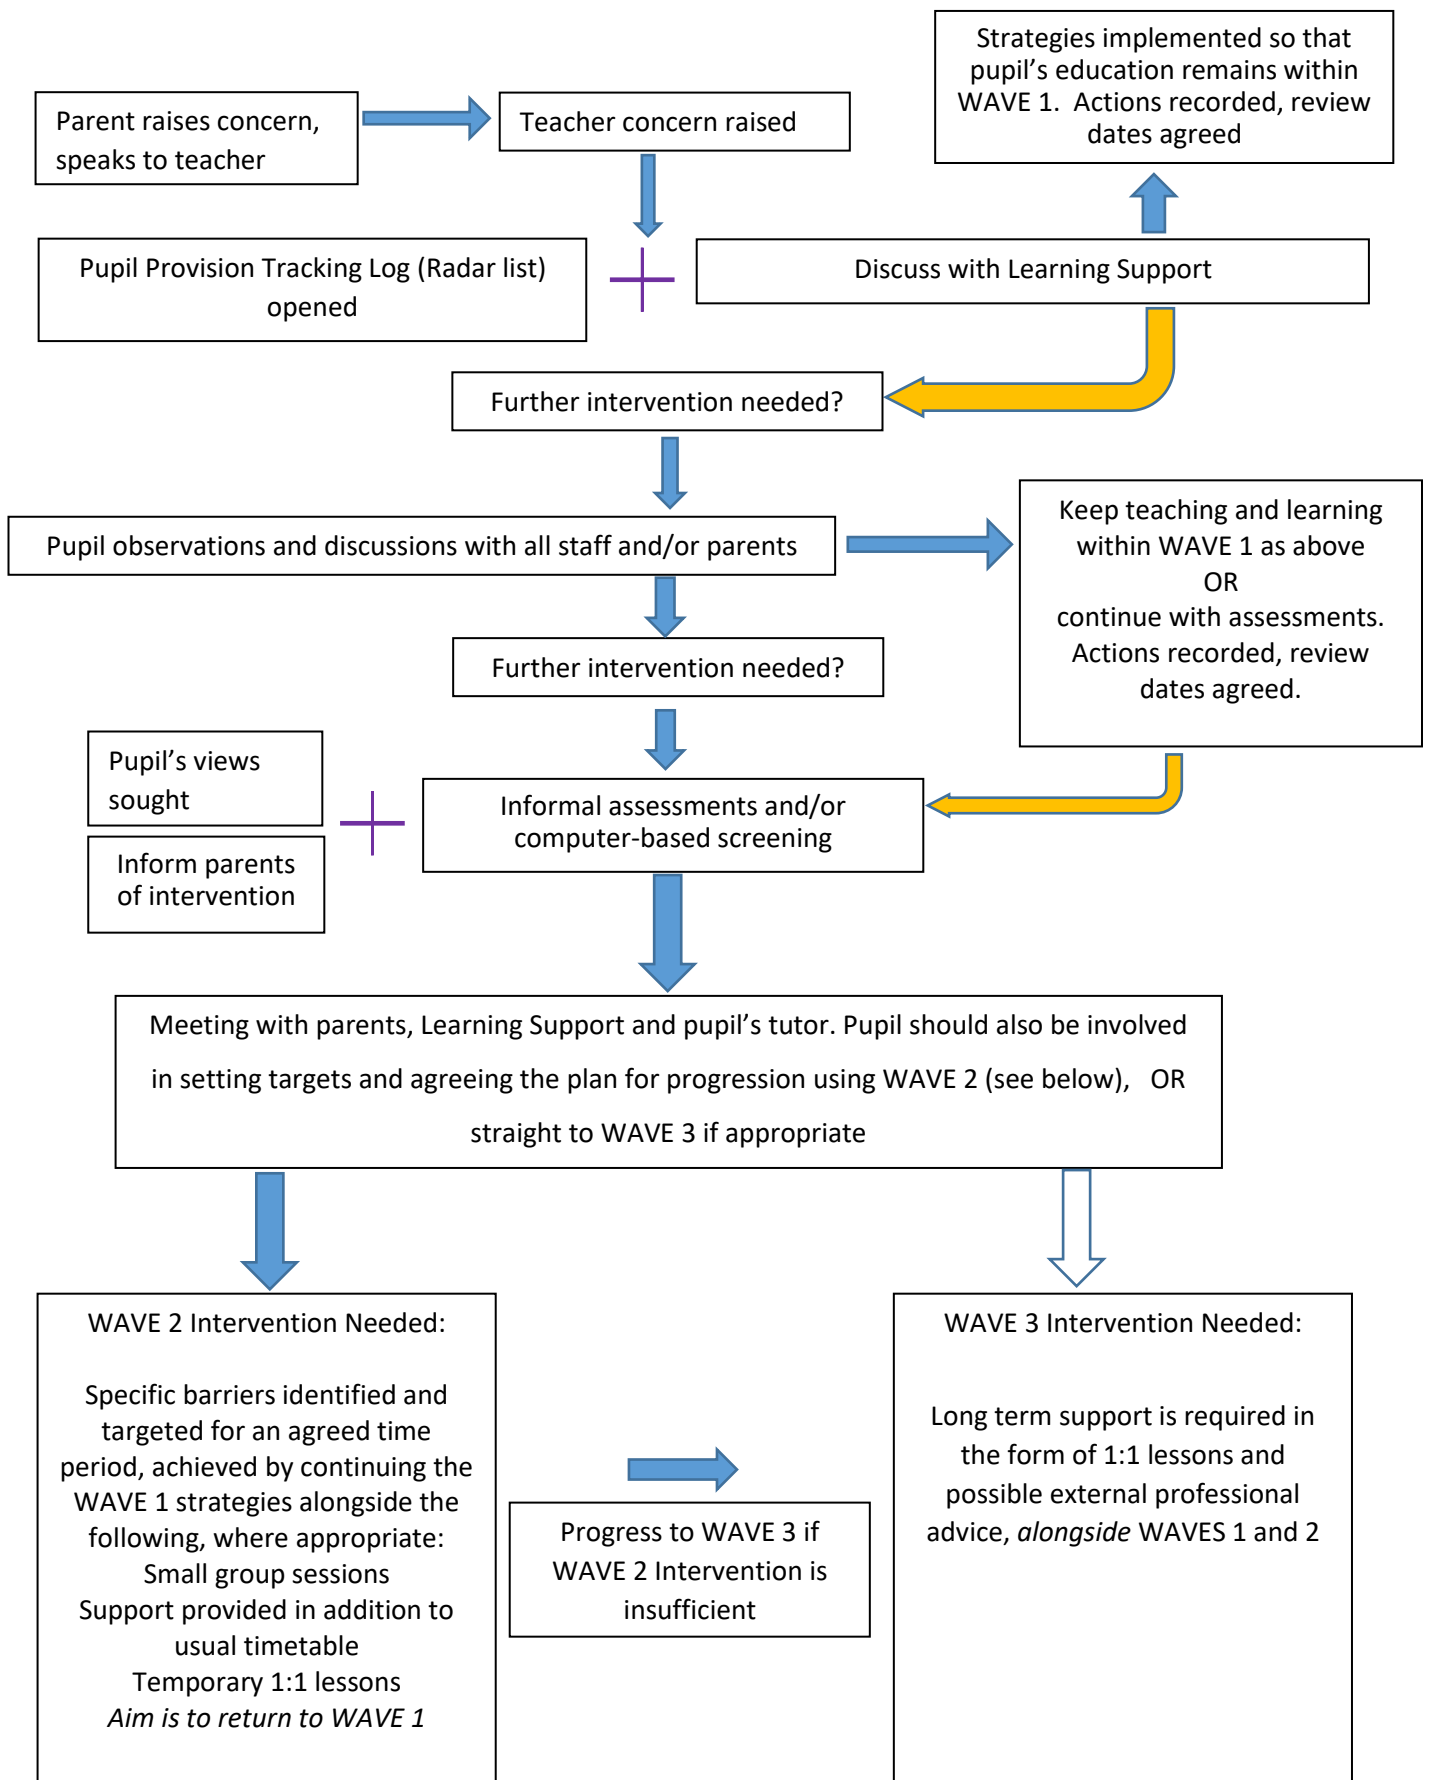 Parent raises concern,
speaks to teacher
Teacher concern raised
Strategies implemented so that
pupil’s education remains within
WAVE 1.  Actions recorded, review
dates agreed
Pupil Provision Tracking Log (Radar list)
opened
Discuss with Learning Support
Further intervention needed?
Pupil observations and discussions with all staff and/or parents
Keep teaching and learning
within WAVE 1 as above
OR
continue with assessments.
Actions recorded, review
dates agreed.
Further intervention needed?
Pupil’s views
sought
Inform parents
of intervention
Informal assessments and/or
computer-based screening
Meeting with parents, Learning Support and pupil’s tutor. Pupil should also be involved
in setting targets and agreeing the plan for progression using WAVE 2 (see below),   OR
straight to WAVE 3 if appropriate
WAVE 2 Intervention Needed:
Specific barriers identified and
targeted for an agreed time
period, achieved by continuing the
WAVE 1 strategies alongside the
following, where appropriate:
Small group sessions
Support provided in addition to
usual timetable
Temporary 1:1 lessons
Aim is to return to WAVE 1
Progress to WAVE 3 if
WAVE 2 Intervention is
insufficient
WAVE 3 Intervention Needed:
Long term support is required in
the form of 1:1 lessons and
possible external professional
advice, alongside WAVES 1 and 2